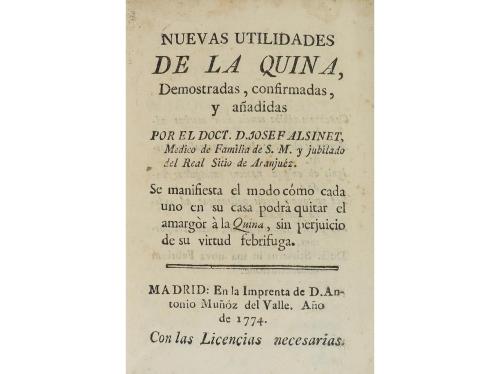 NUEVAS UTILIDADES
DE LA QUINA,
Demostradas, confirmadas,
y añadidas
POR EL DOCT. D. JOSEF ALSINET,
Medico de Familia de S. M. y jubilado
del Real Sitio de Aranjuéz.
Se manifiesta el modo cómo cada
uno en su casa podrà quitar el
amargòr à la Quina, sin perjuicio
de su virtud febrifuga.
MADRID: En la Imprenta de D. An-
tonio Muñóz del Valle. Año
de 1774.
Con las Licencias necesarias.